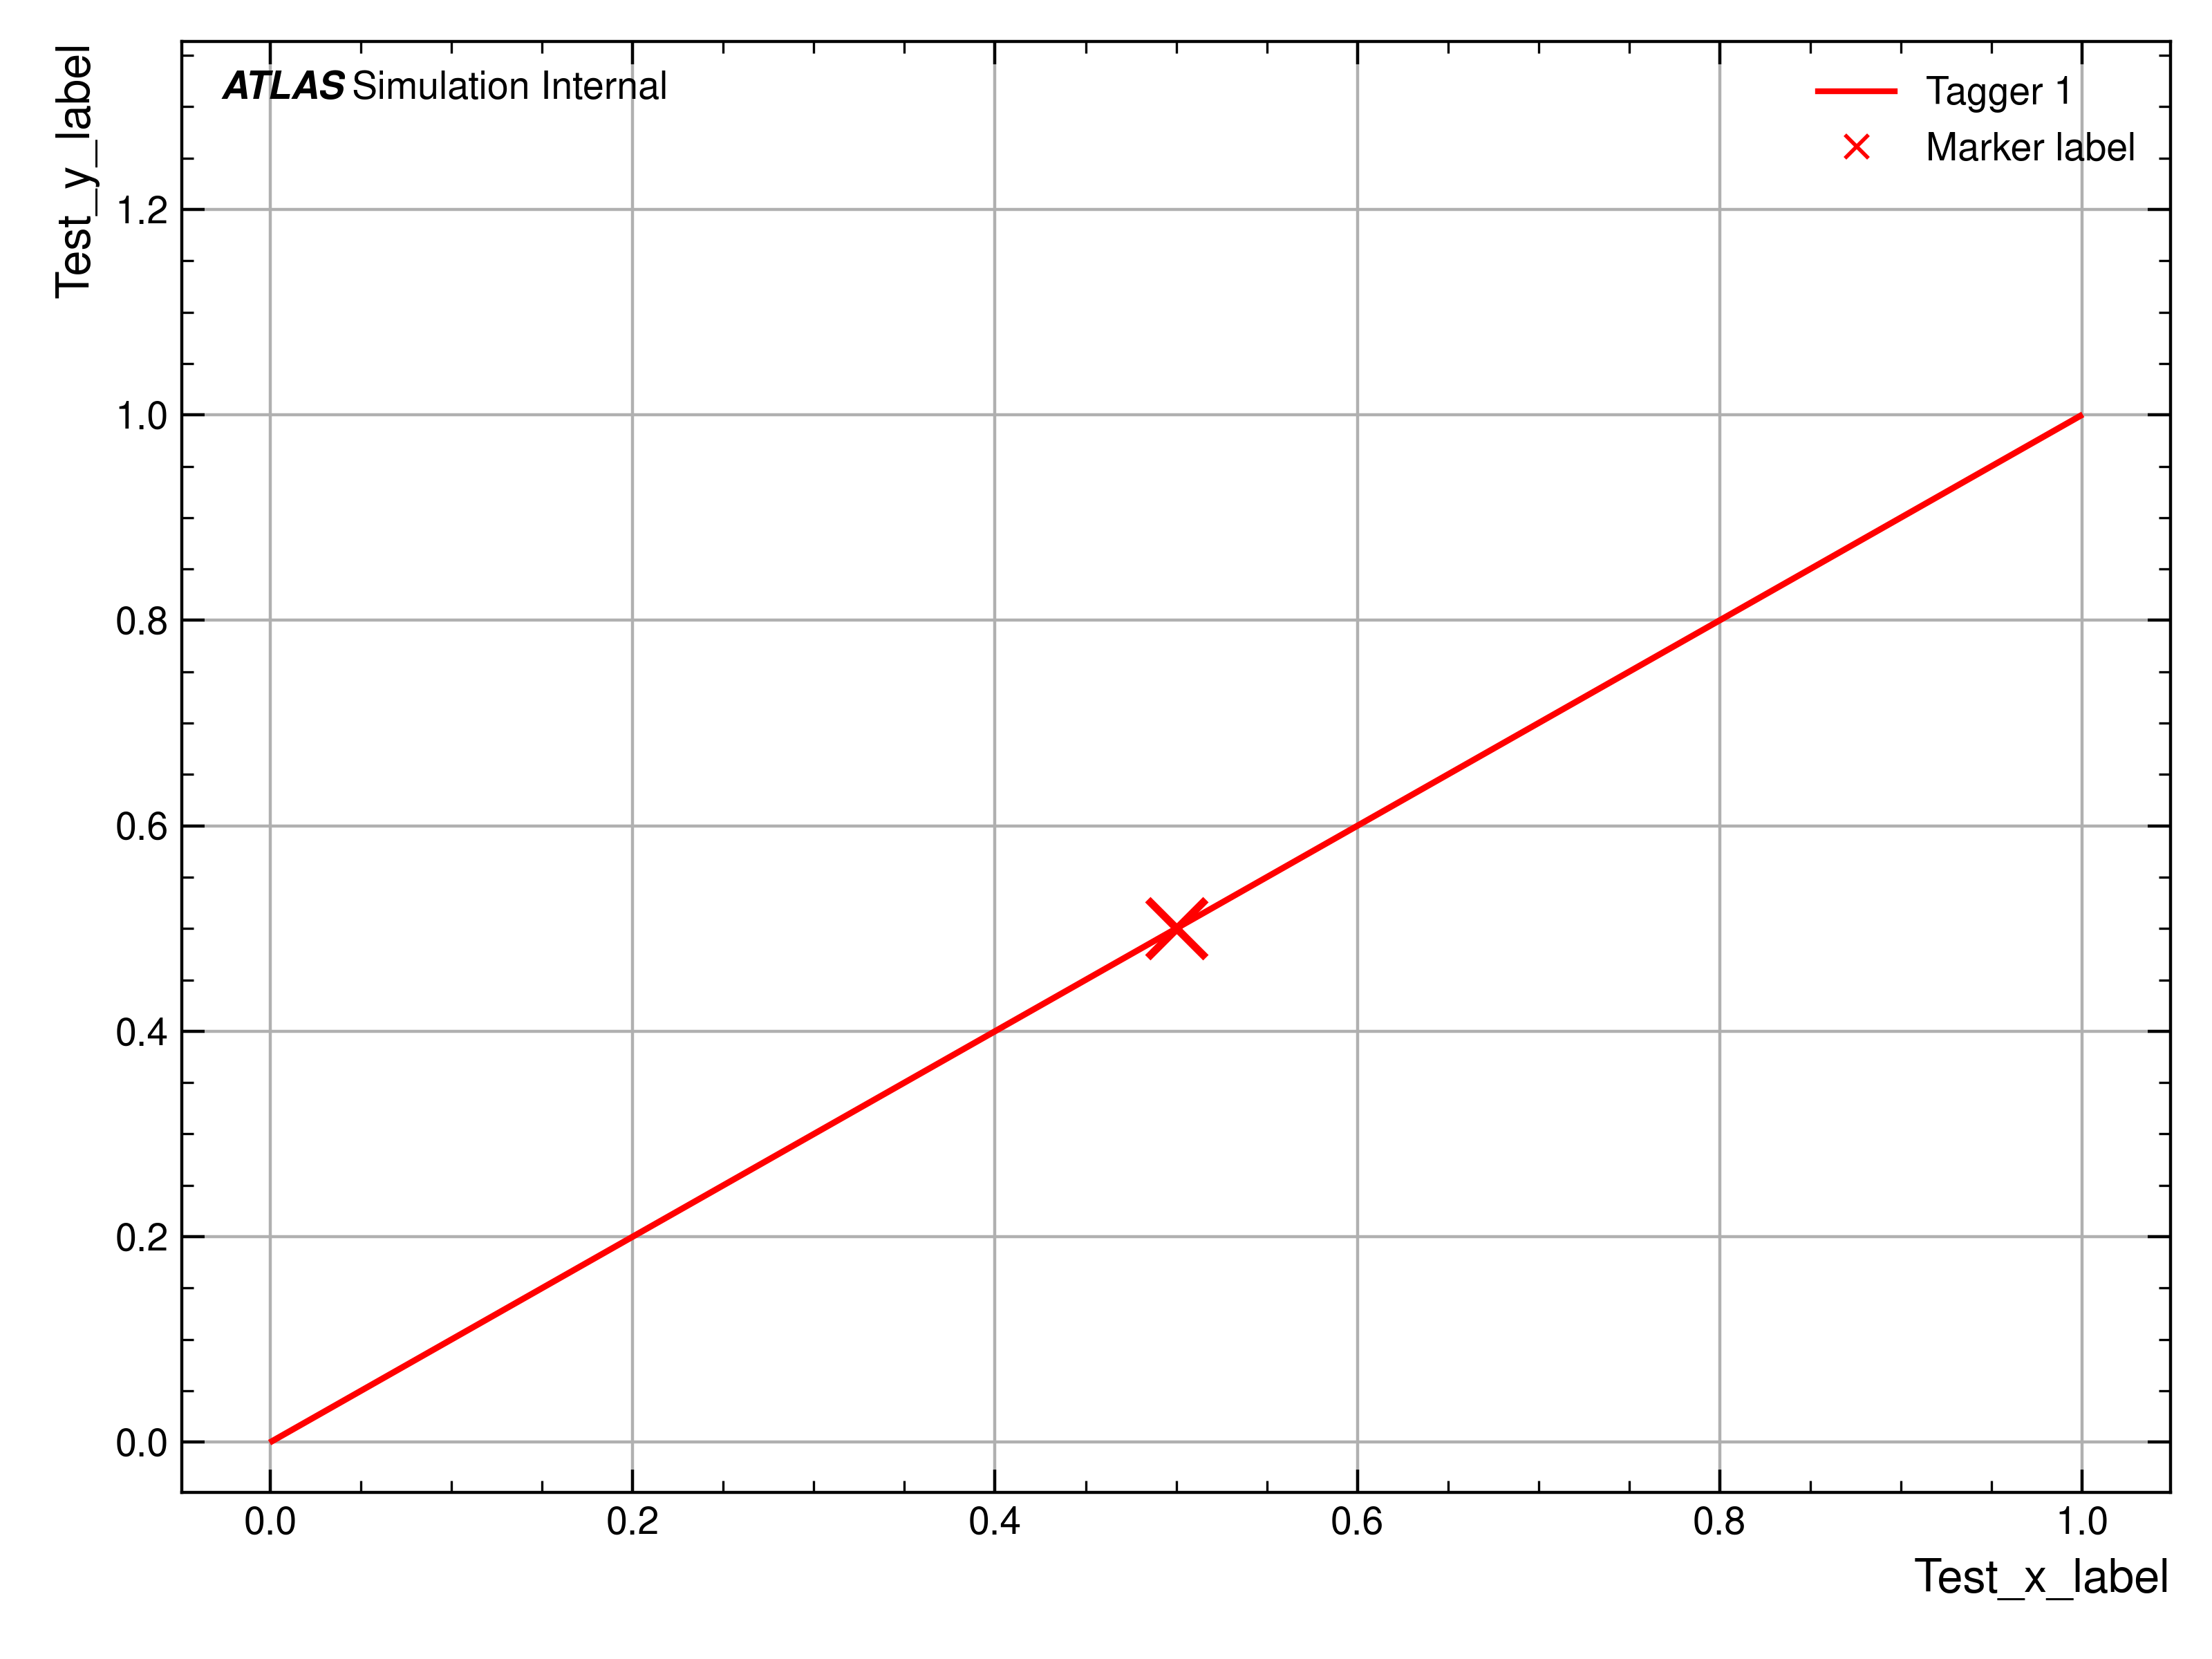 ATLAS Simulation Internal
Tagger 1
Marker label
Test_y_label
1.2
1.0
0.8
0.6
0.4
0.2
0.0
0.0 0.2 0.4 0.6 0.8 1.0
Test_x_label